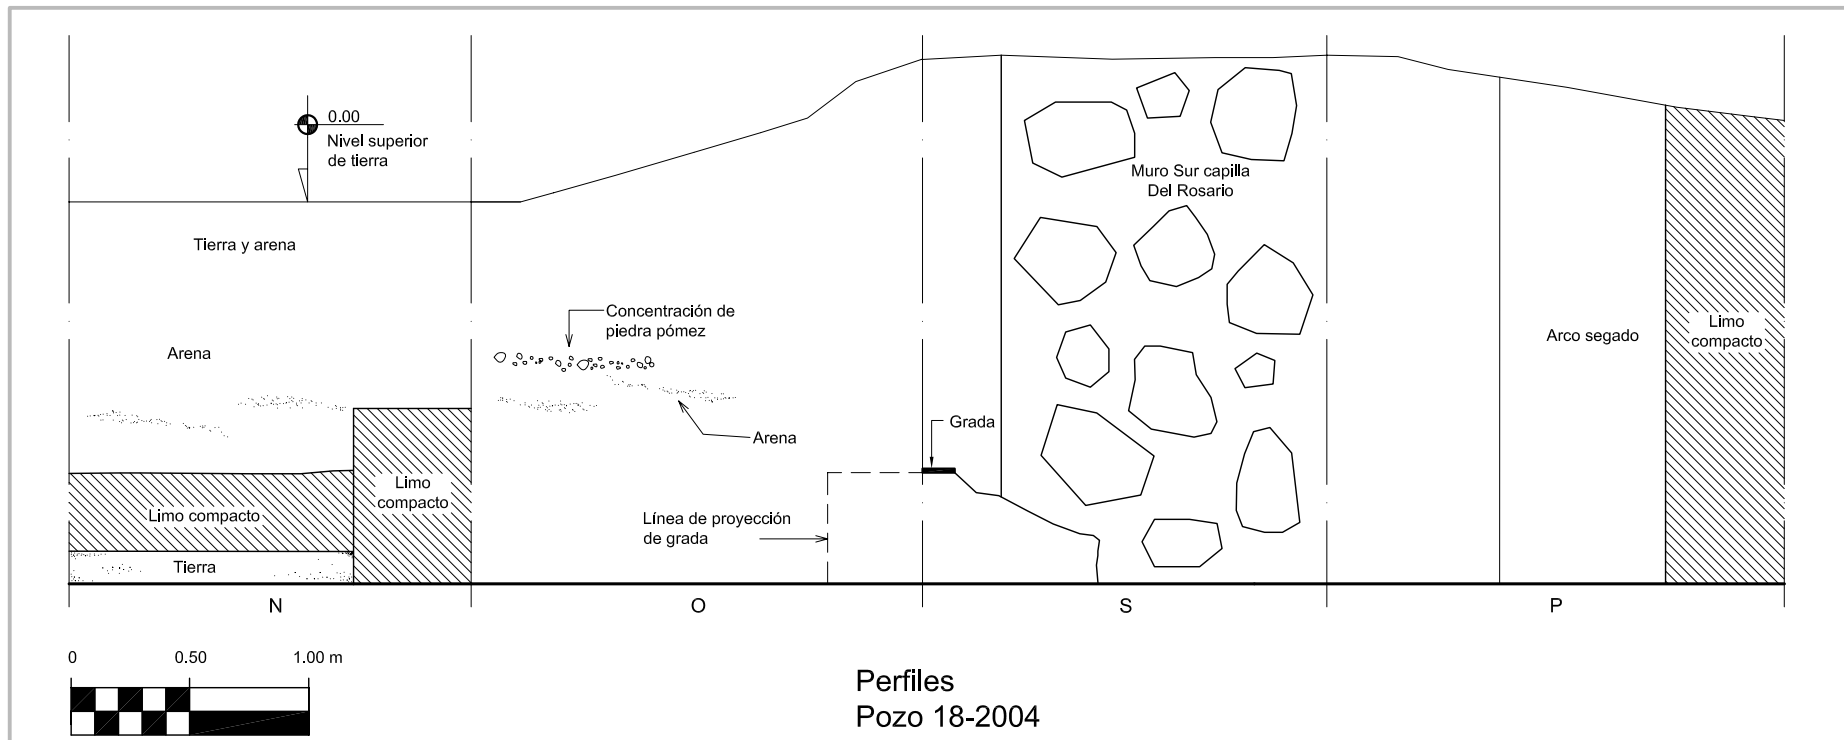 0.00
Nivel superior
de tierra
Tierra y arena
Arena
Limo compacto
Tierra
Limo
compacto
Concentración de
piedra pómez
Arena
Línea de proyección
de grada
Grada
Muro Sur capilla
Del Rosario
Arco segado
Limo
compacto
N
O
S
P
0 0.50 1.00 m
Perfiles
Pozo 18-2004